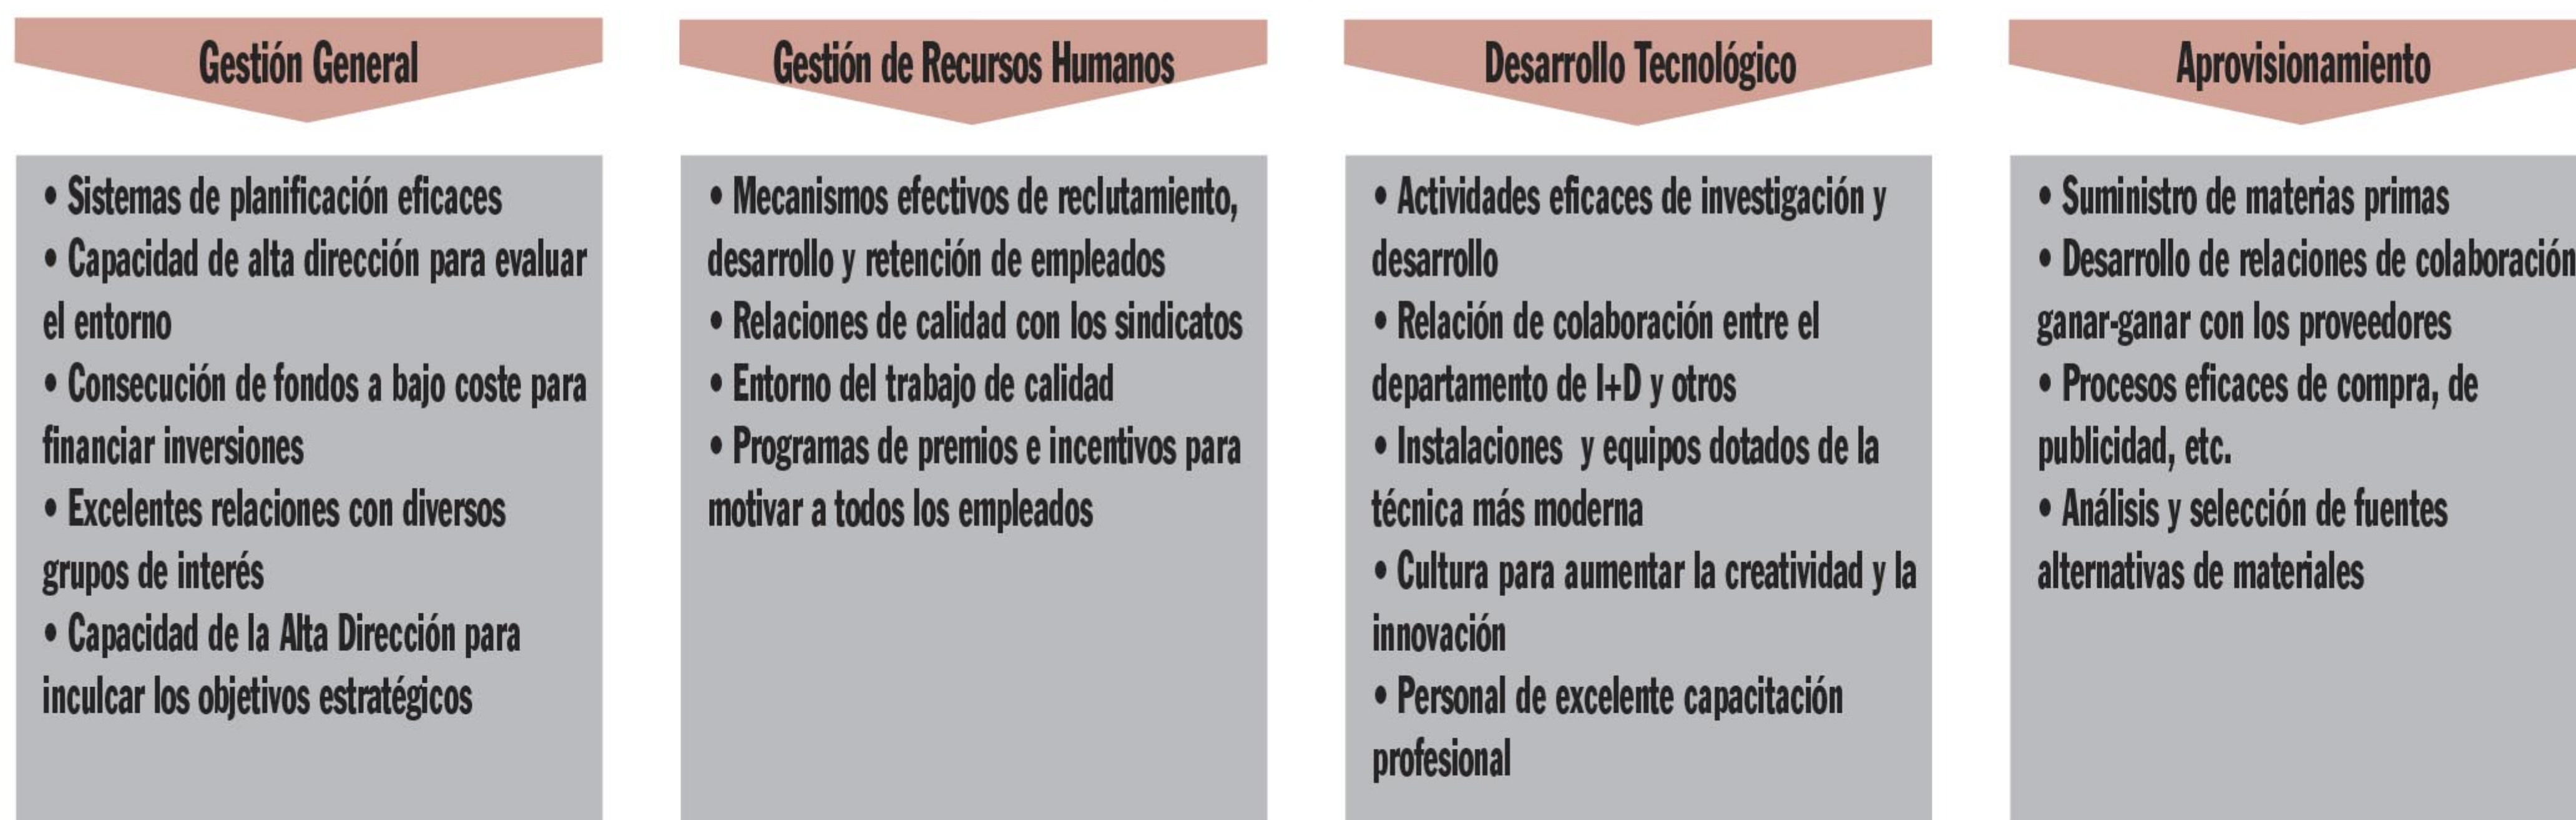 Gestión General
• Sistemas de planificación eficaces
• Capacidad de alta dirección para evaluar
el entorno
• Consecución de fondos a bajo coste para
financiar inversiones
• Excelentes relaciones con diversos
grupos de interés
• Capacidad de la Alta Dirección para
inculcar los objetivos estratégicos
Gestión de Recursos Humanos
• Mecanismos efectivos de reclutamiento,
desarrollo y retención de empleados
• Relaciones de calidad con los sindicatos
• Entorno del trabajo de calidad
• Programas de premios e incentivos para
motivar a todos los empleados
Desarrollo Tecnológico
• Actividades eficaces de investigación y
desarrollo
• Relación de colaboración entre el
departamento de I+D y otros
• Instalaciones y equipos dotados de la
técnica más moderna
• Cultura para aumentar la creatividad y la
innovación
• Personal de excelente capacitación
profesional
Aprovisionamiento
• Suministro de materias primas
• Desarrollo de relaciones de colaboración
ganar-ganar con los proveedores
• Procesos eficaces de compra, de
publicidad, etc.
• Análisis y selección de fuentes
alternativas de materiales